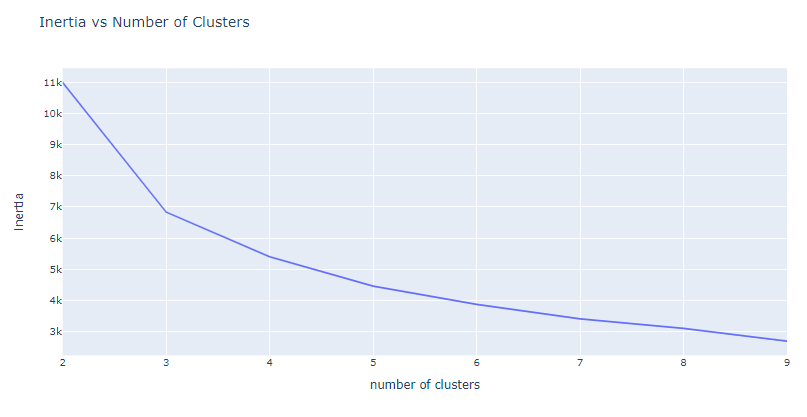 Inertia vs Number of Clusters
11k
10k
9k
8k
7k
6k
5k
4k
3k
Inertia
2 3 4 5 6 7 8 9
number of clusters